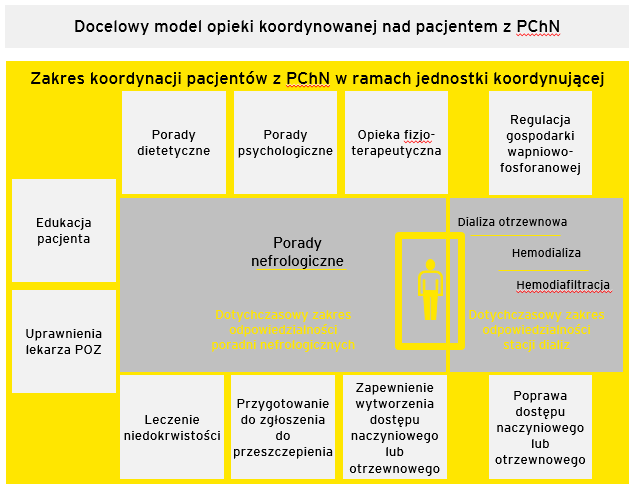 Docelowy model opieki koordynowanej nad pacjentem z PChN
Zakres koordynacji pacjentów z PChN w ramach jednostki koordynującej
Porady
dietetyczne
Porady
psychologiczne
Opieka fizjo-
terapeutyczna
Regulacja
gospodarki
wapniowo-
fosforanowej
Edukacja
pacjenta
Uprawnienia
lekarza POZ
Porady
nefrologiczne
Dotychczasowy zakres
odpowiedzialności
poradni nefrologicznych
Dializa otrzewnowa
Hemodializa
Hemodiafiltracja
Dotychczasowy zakres
odpowiedzialności
stacji dializ
Leczenie
niedokrwistości
Przygotowanie
do zgłoszenia
do
przeszczepienia
Zapewnienie
wytworzenia
dostępu
naczyniowego
lub
otrzewnowego
Poprawa
dostępu
naczyniowego
lub
otrzewnowego